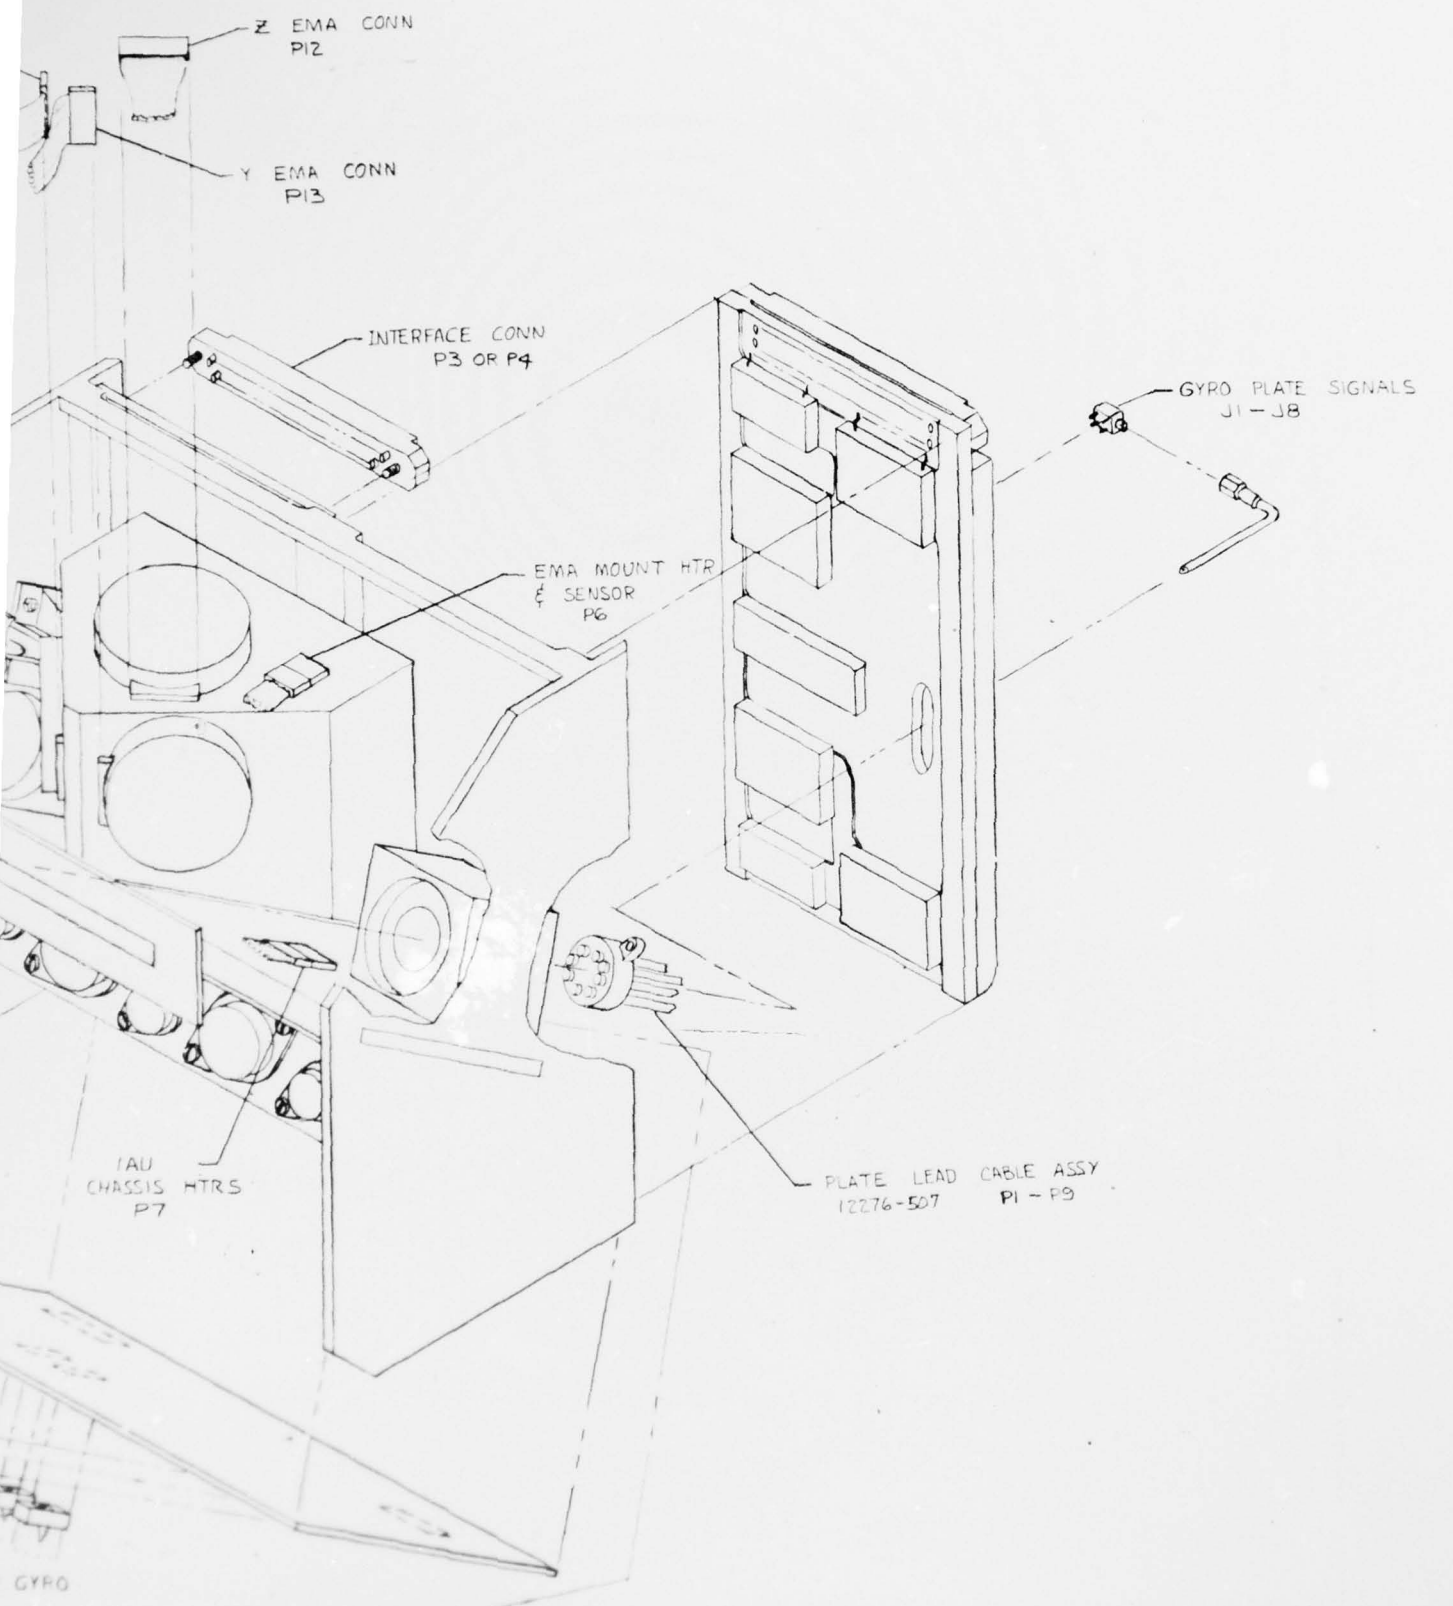 Z EMA CONN
P12
Y EMA CONN
P13
INTERFACE CONN
P3 OR P4
GYRO PLATE SIGNALS
J1 - J8
EMA MOUNT HTR
& SENSOR
P6
IAU
CHASSIS HTRS
P7
PLATE LEAD CABLE ASSY
12276-507 P1 - P9
GYRO